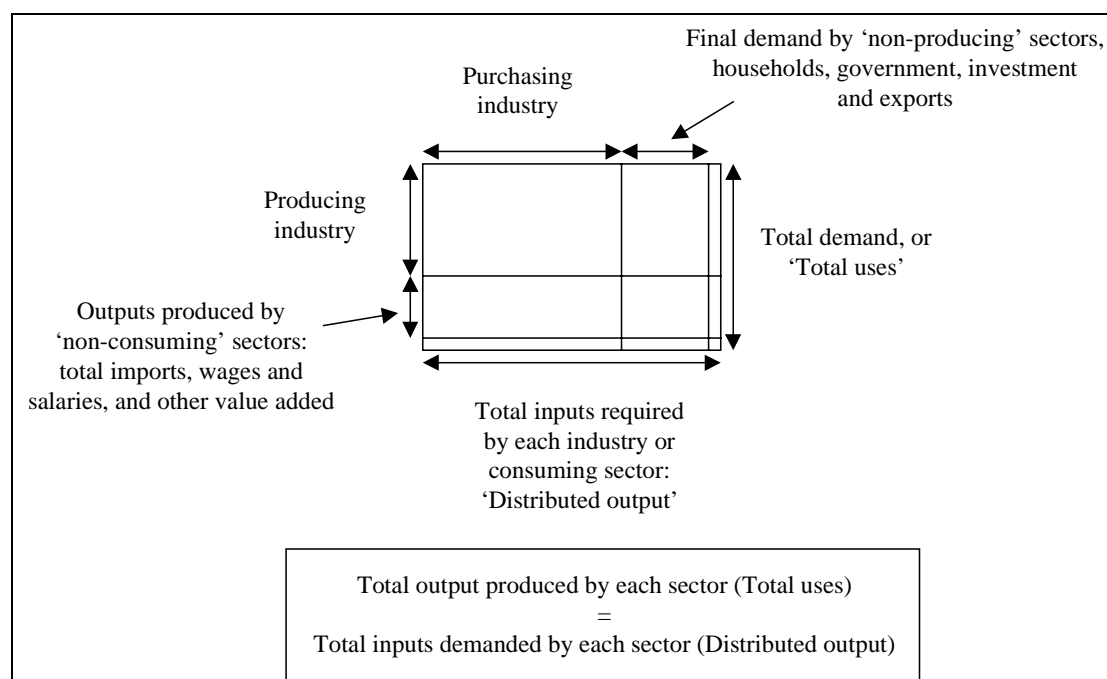 Final demand by ‘non-producing’ sectors,
households, government, investment
and exports
Purchasing
industry
Producing
industry
Total demand, or
‘Total uses’
Outputs produced by
‘non-consuming’ sectors:
total imports, wages and
salaries, and other value added
Total inputs required
by each industry or
consuming sector:
‘Distributed output’
Total output produced by each sector (Total uses)
=
Total inputs demanded by each sector (Distributed output)